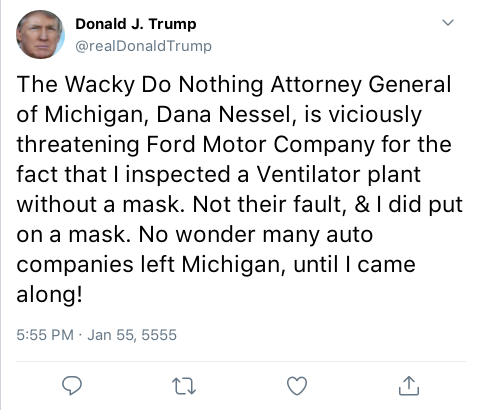 Donald J. Trump
@realDonaldTrump
The Wacky Do Nothing Attorney General
of Michigan, Dana Nessel, is viciously
threatening Ford Motor Company for the
fact that I inspected a Ventilator plant
without a mask. Not their fault, & I did put
on a mask. No wonder many auto
companies left Michigan, until I came
along!
5:55 PM · Jan 55, 5555